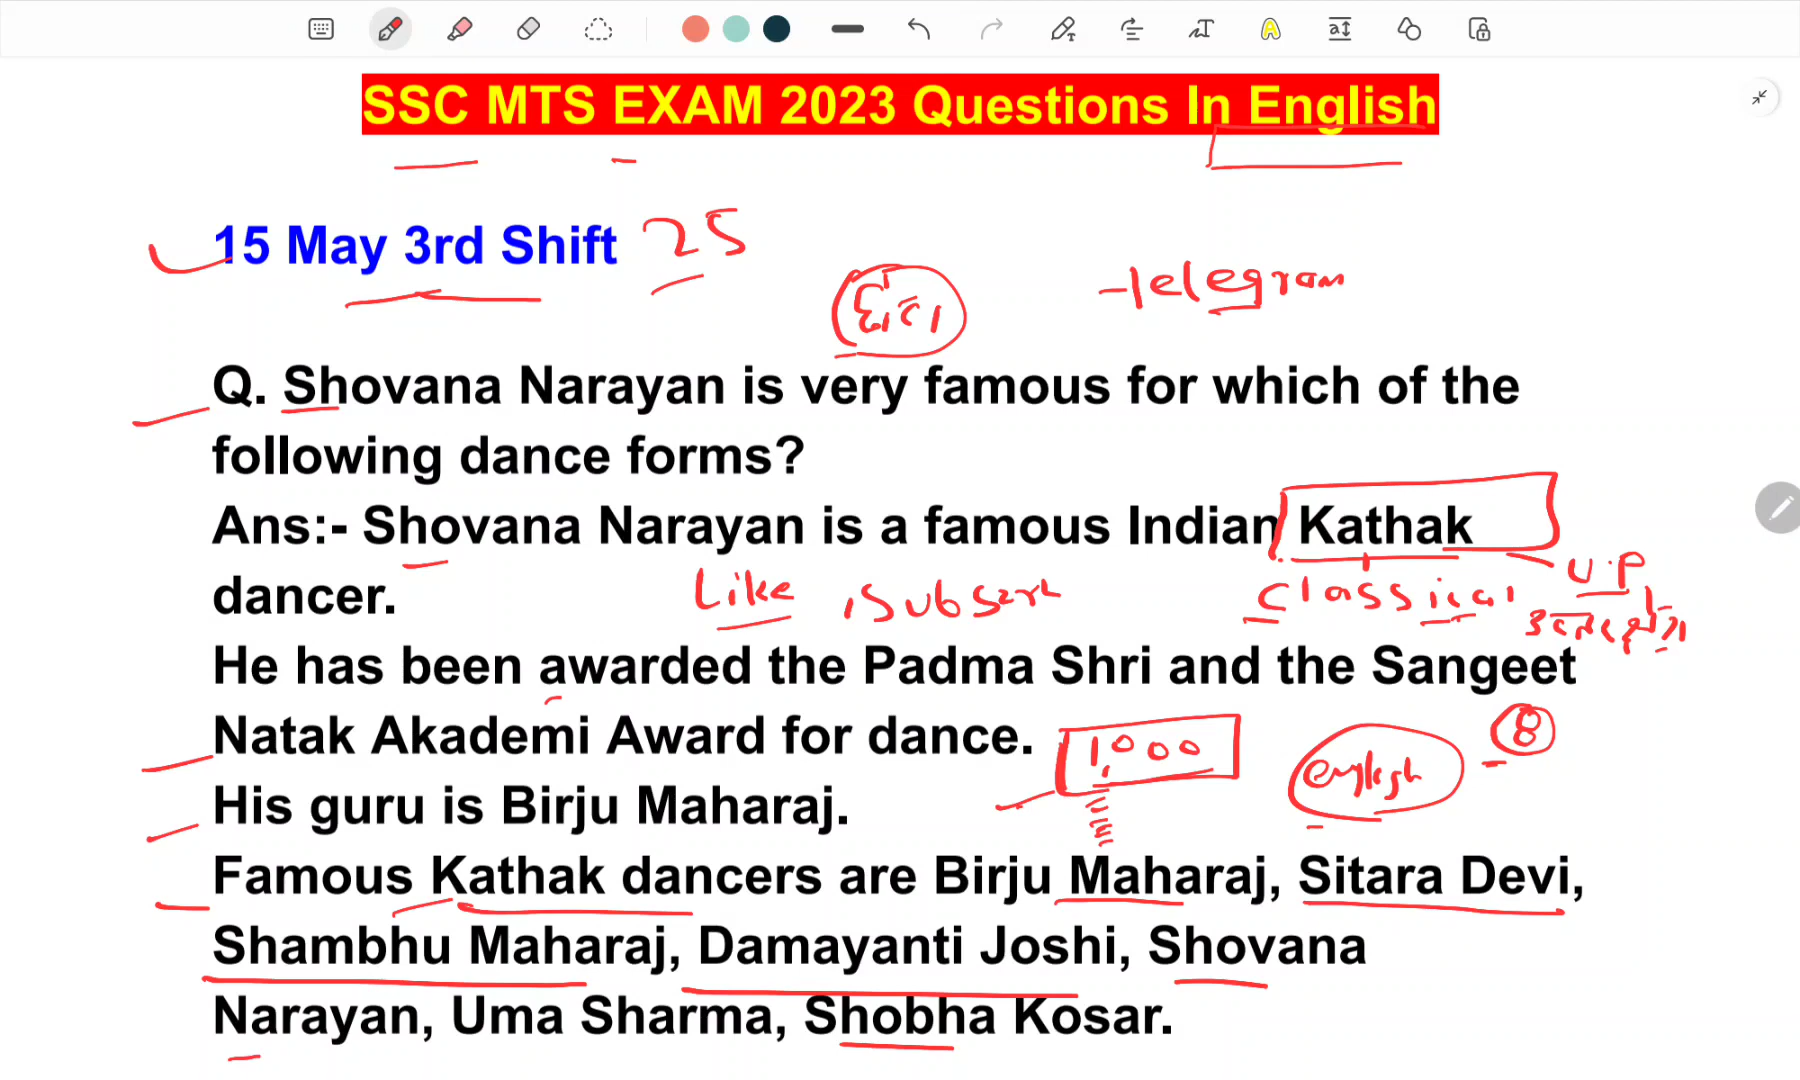 SSC MTS EXAM 2023 Questions In English
15 May 3rd Shift 25
Telegram
Q. Shovana Narayan is very famous for which of the
following dance forms?
Ans:- Shovana Narayan is a famous Indian Kathak
dancer.
Like
Classical
U.P
He has been awarded the Padma Shri and the Sangeet
Natak Akademi Award for dance.
1,000
english
8
His guru is Birju Maharaj.
Famous Kathak dancers are Birju Maharaj, Sitara Devi,
Shambhu Maharaj, Damayanti Joshi, Shovana
Narayan, Uma Sharma, Shobha Kosar.